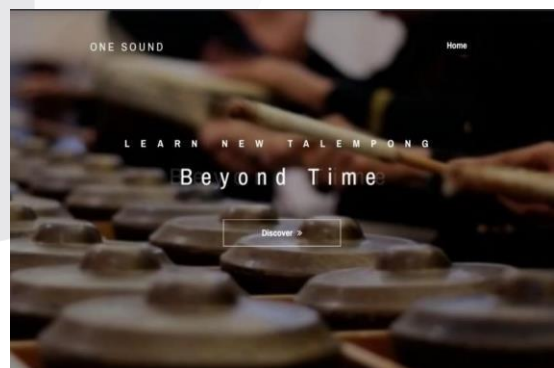 ONE SOUND
Home
LEARN NEW TALEMPONG
Beyond Time
Discover »